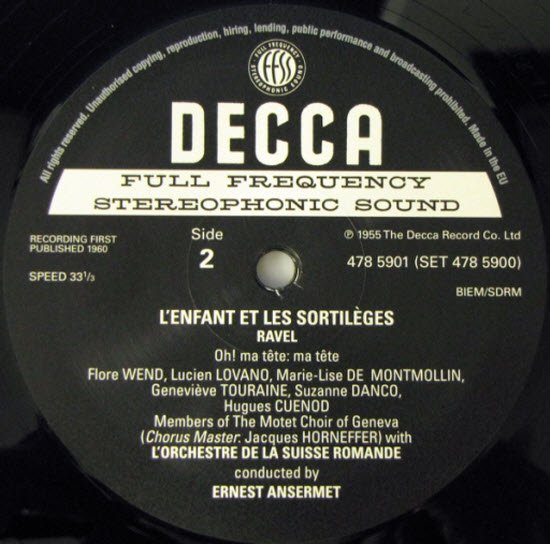 All rights reserved. Unauthorised copying, reproduction, hiring, lending, public performance and broadcasting prohibited. Made in the EU
FULL FREQUENCY
ffss
STEREOPHONIC SOUND
DECCA
FULL FREQUENCY
STEREOPHONIC SOUND
RECORDING FIRST
PUBLISHED 1960
Side
2
℗ 1955 The Decca Record Co. Ltd
SPEED 33 1/3
478 5901 (SET 478 5900)
BIEM/SDRM
L'ENFANT ET LES SORTILÈGES
RAVEL
Oh! ma tête: ma tête
Flore WEND, Lucien LOVANO, Marie-Lise DE MONTMOLLIN,
Geneviève TOURAINE, Suzanne DANCO,
Hugues CUENOD
Members of The Motet Choir of Geneva
(Chorus Master: Jacques HORNEFFER) with
L'ORCHESTRE DE LA SUISSE ROMANDE
conducted by
ERNEST ANSERMET